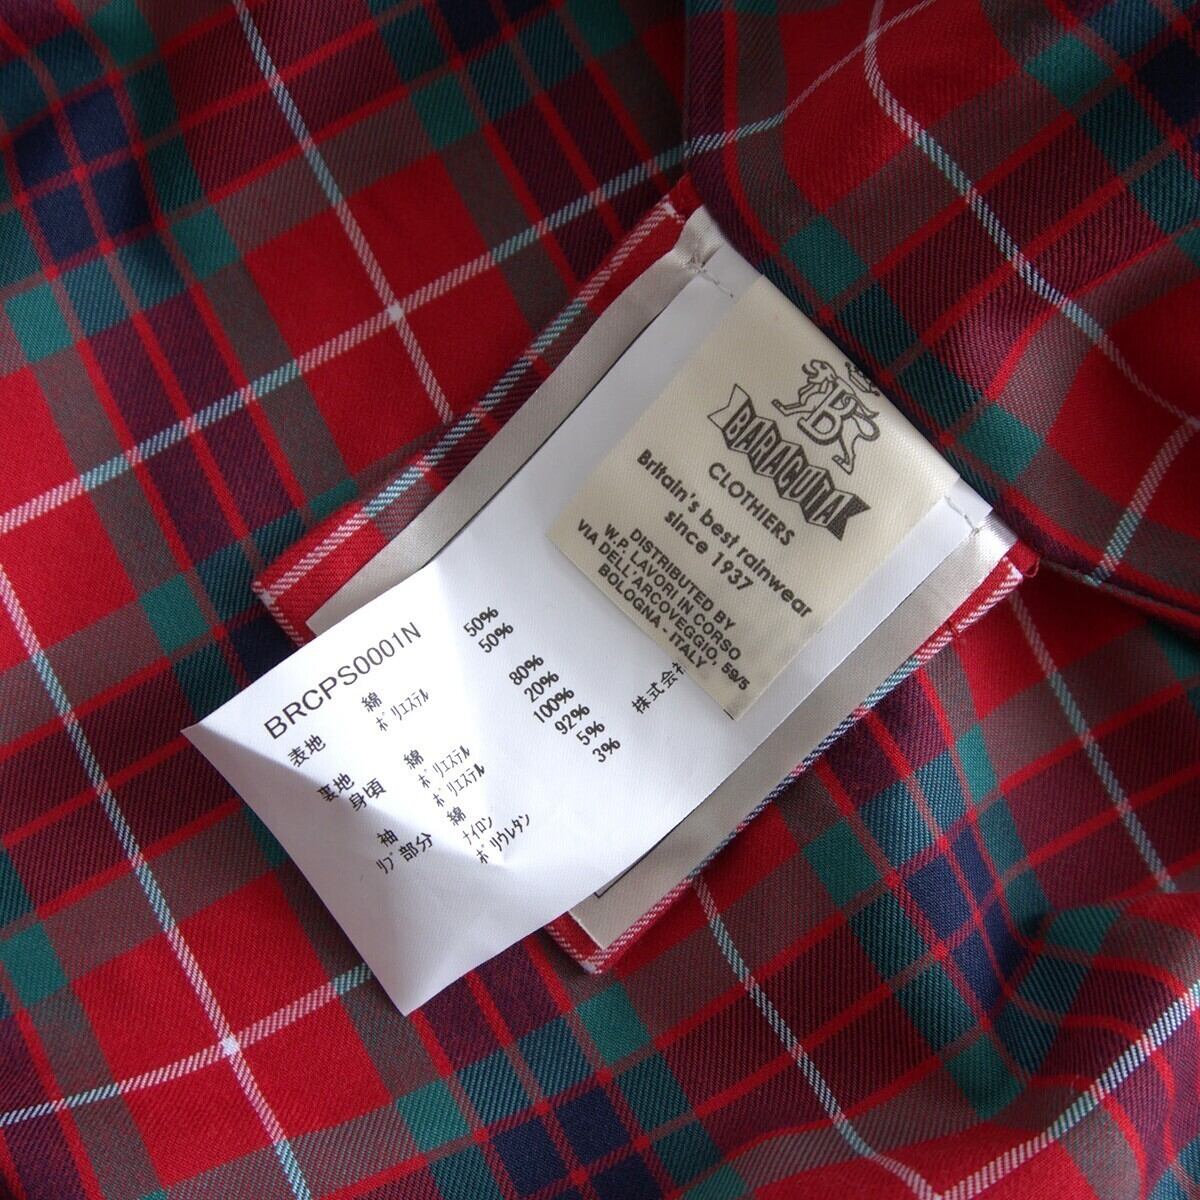 B
BARACUTA
CLOTHIERS
Britain's best rainwear
since 1937
DISTRIBUTED BY
W.P. LAVORI IN CORSO
VIA DELL'ARCOVEGGIO, 59/5
BOLOGNA - ITALY
BRCPS0001N
表地 綿 50%
ﾎﾟﾘｴｽﾃﾙ 50%
裏地
身頃 綿 80%
ﾎﾟﾘｴｽﾃﾙ 20%
袖 ﾎﾟﾘｴｽﾃﾙ 100%
ﾘﾌﾞ部分 綿 92%
ﾅｲﾛﾝ 5%
ﾎﾟﾘｳﾚﾀﾝ 3%
株式会社